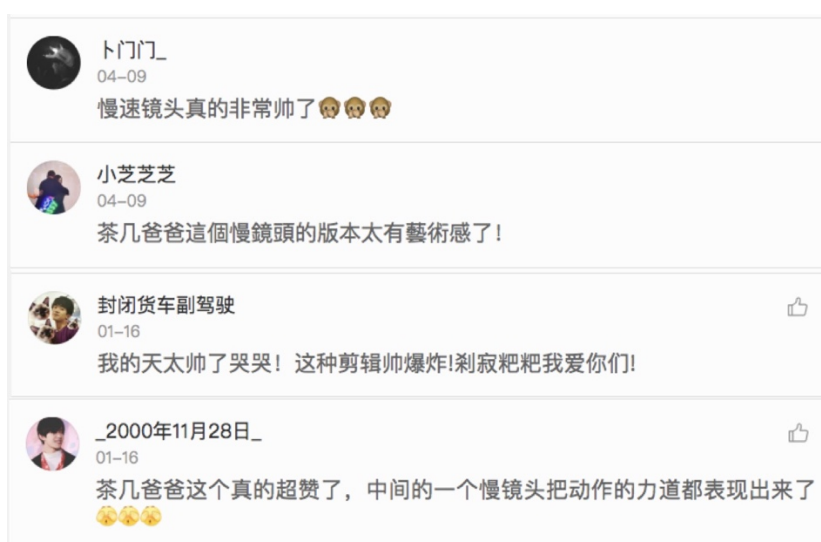 卜门门_
04-09
慢速镜头真的非常帅了🙊🙊🙊
小芝芝芝
04-09
茶几爸爸這個慢鏡頭的版本太有藝術感了！
封闭货车副驾驶
01-16
我的天太帅了哭哭！这种剪辑帅爆炸!剎寂粑粑我爱你们!
_2000年11月28日_
01-16
茶几爸爸这个真的超赞了，中间的一个慢镜头把动作的力道都表现出来了
🫣🫣🫣